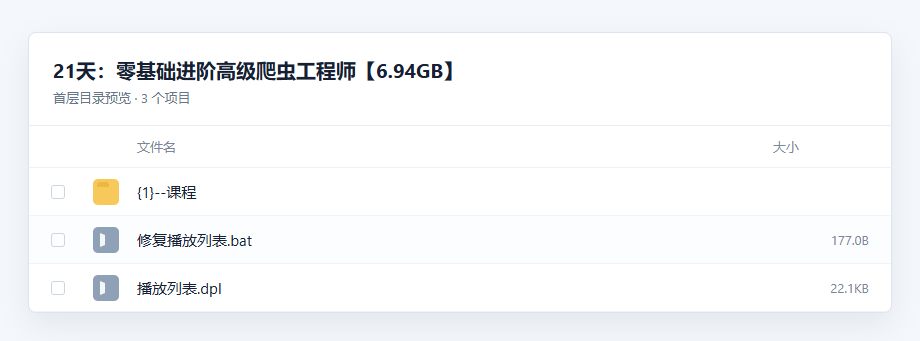 21天：零基础进阶高级爬虫工程师【6.94GB】
首层目录预览 · 3 个项目
文件名 大小
{1}--课程
修复播放列表.bat 177.0B
播放列表.dpl 22.1KB